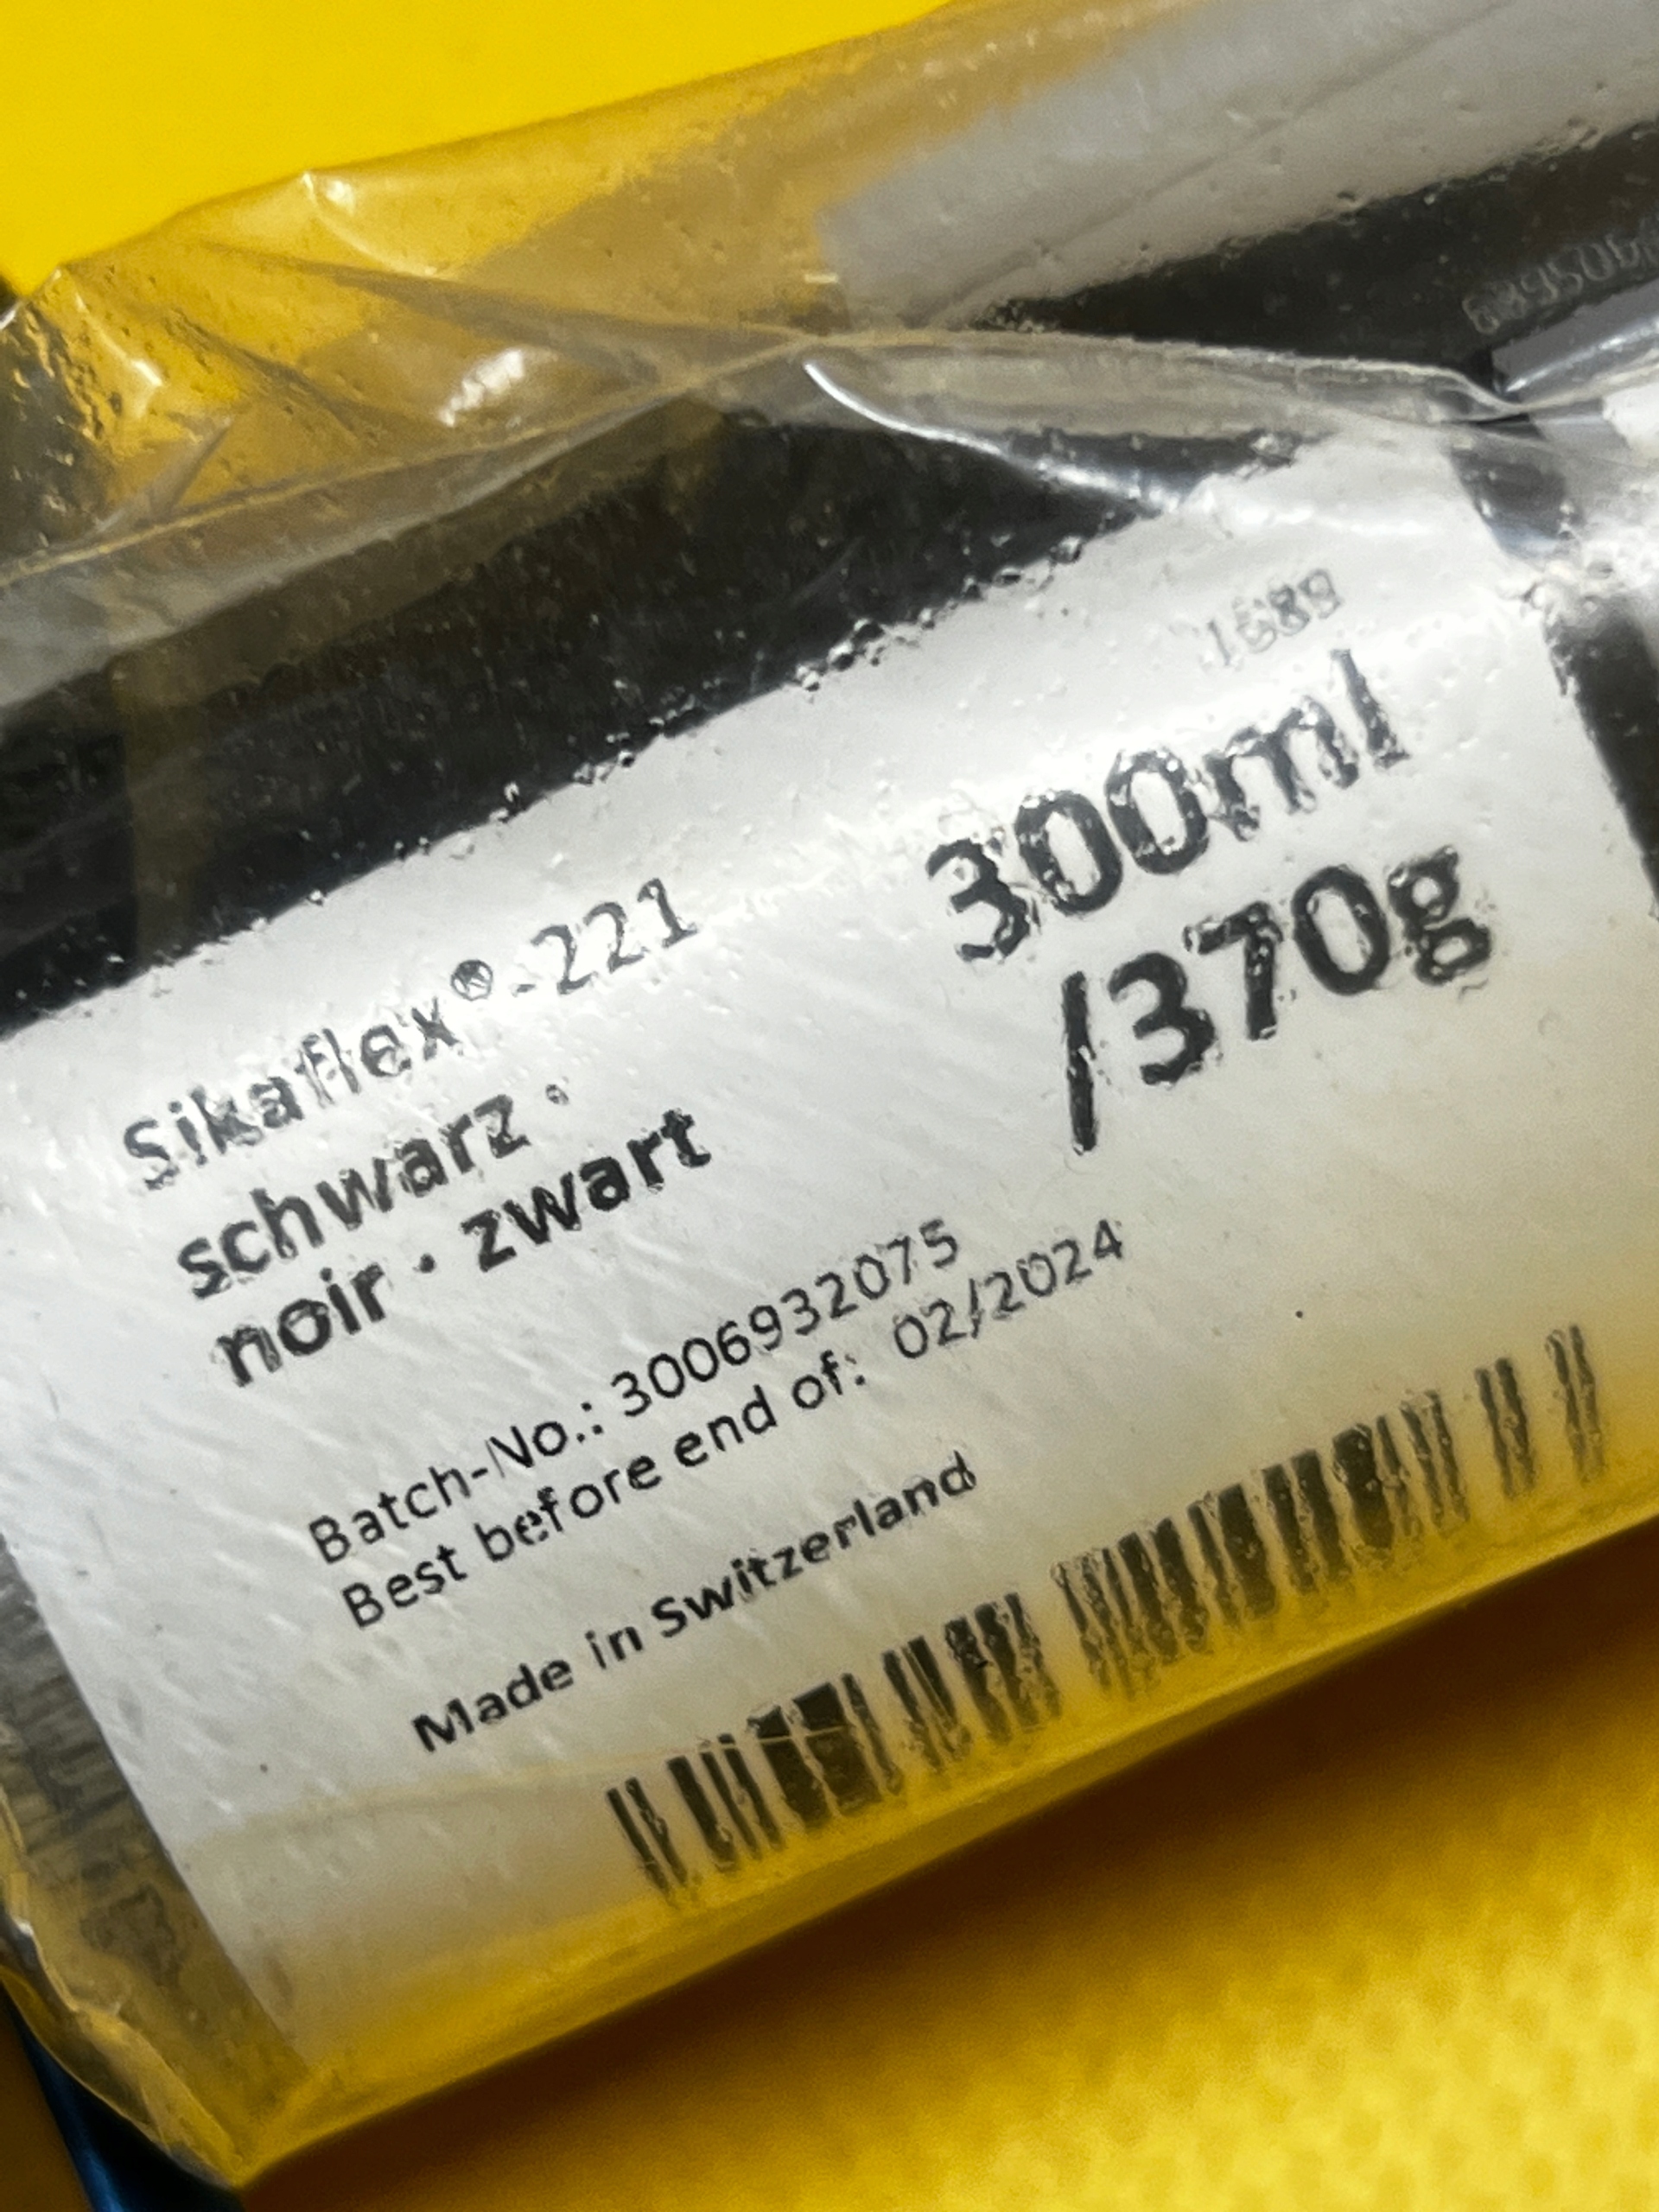 1689
300ml
/370g
Sikaflex®-221
schwarz ·
noir · zwart
Batch-No.: 3006932075
Best before end of: 02/2024
Made in Switzerland